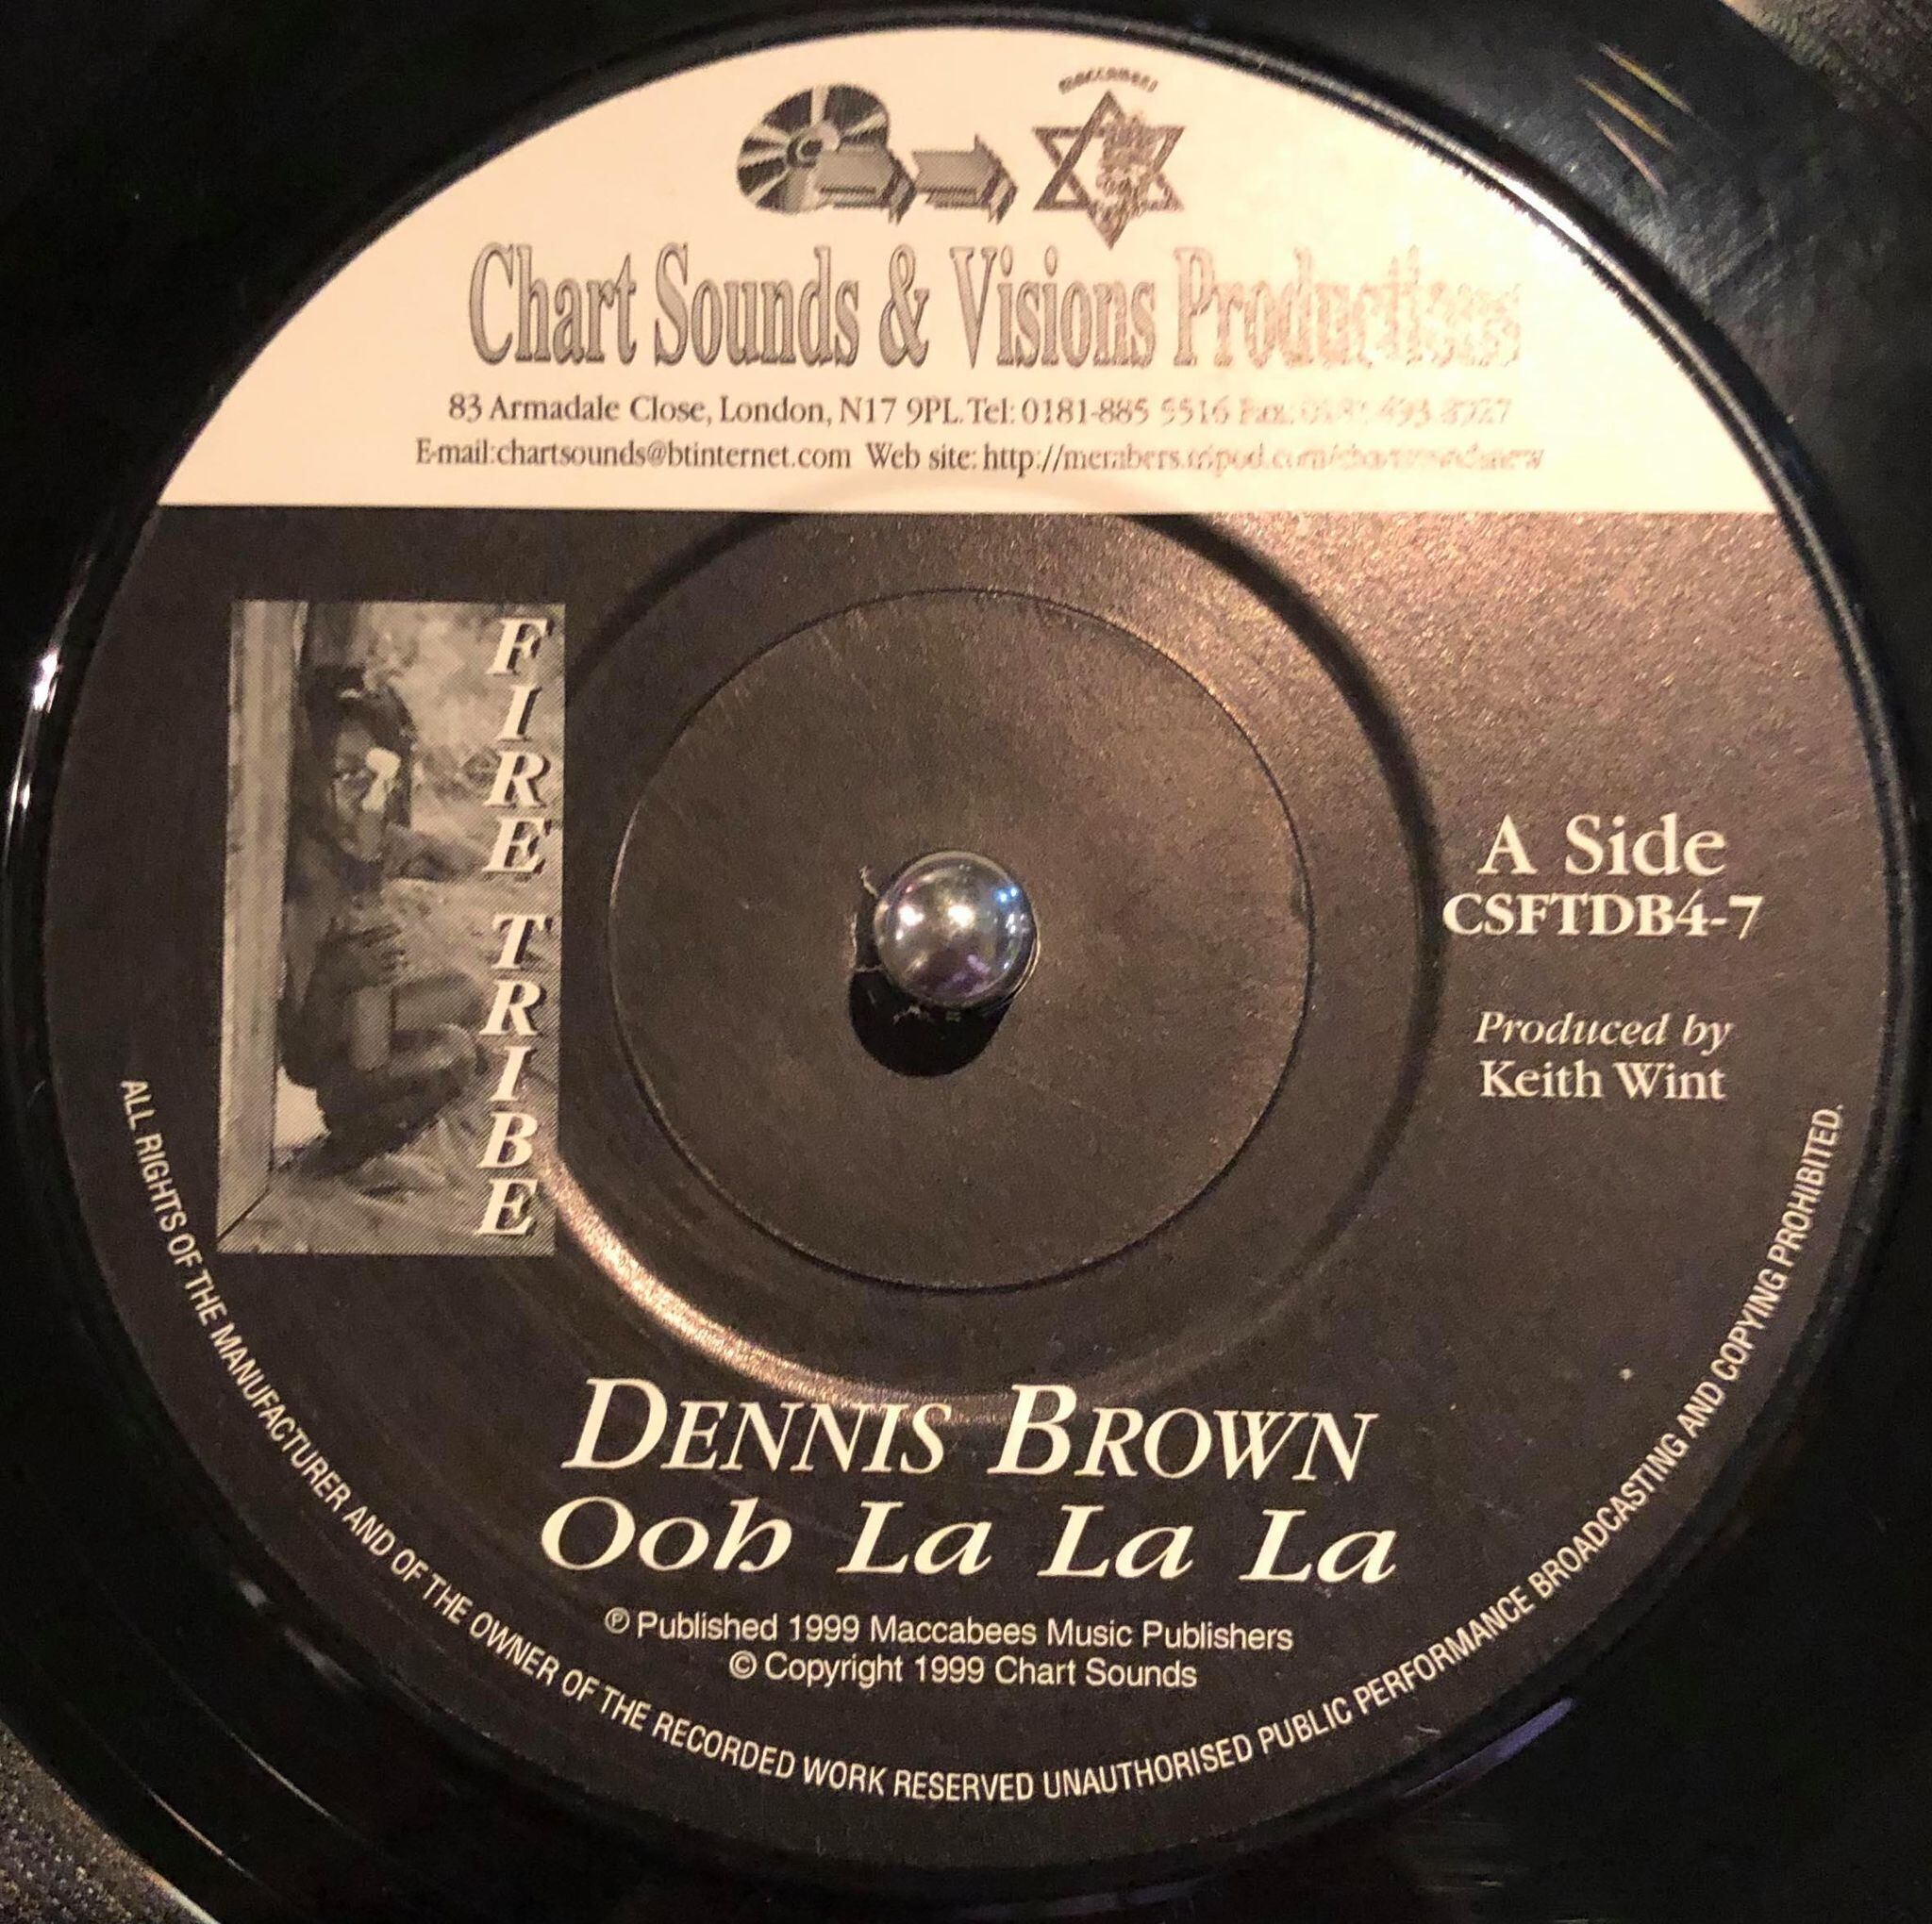 maccabees
Chart Sounds & Visions Productions
83 Armadale Close, London, N17 9PL. Tel: 0181-885 5516 Fax:
E-mail:chartsounds@btinternet.com Web site: http://members.tripod.com/chartsoundsnew
FIRE TRIBE
A Side
CSFTDB4-7
Produced by
Keith Wint
DENNIS BROWN
Ooh La La La
℗ Published 1999 Maccabees Music Publishers
© Copyright 1999 Chart Sounds
ALL RIGHTS OF THE MANUFACTURER AND OF THE OWNER OF THE RECORDED WORK RESERVED UNAUTHORISED PUBLIC PERFORMANCE BROADCASTING AND COPYING PROHIBITED.